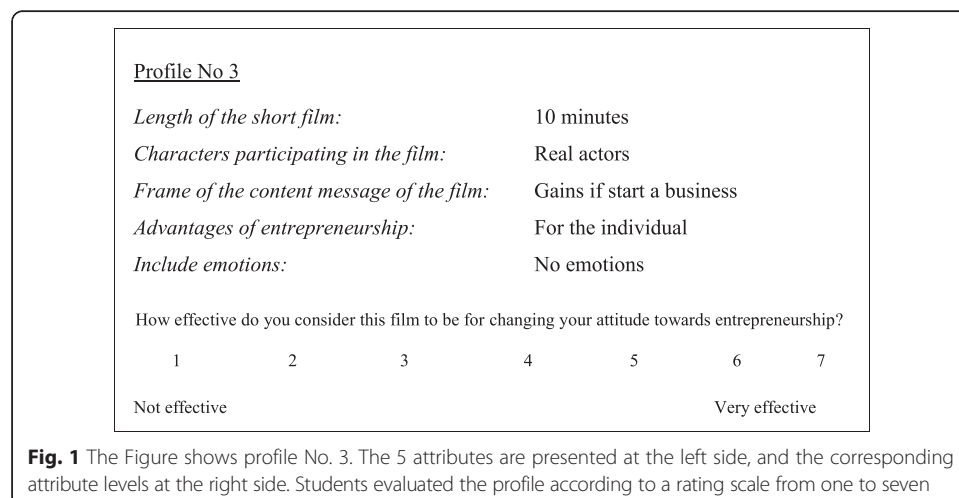 Profile No 3
Length of the short film: 10 minutes
Characters participating in the film: Real actors
Frame of the content message of the film: Gains if start a business
Advantages of entrepreneurship: For the individual
Include emotions: No emotions
How effective do you consider this film to be for changing your attitude towards entrepreneurship?
1 2 3 4 5 6 7
Not effective Very effective
Fig. 1 The Figure shows profile No. 3. The 5 attributes are presented at the left side, and the corresponding
attribute levels at the right side. Students evaluated the profile according to a rating scale from one to seven